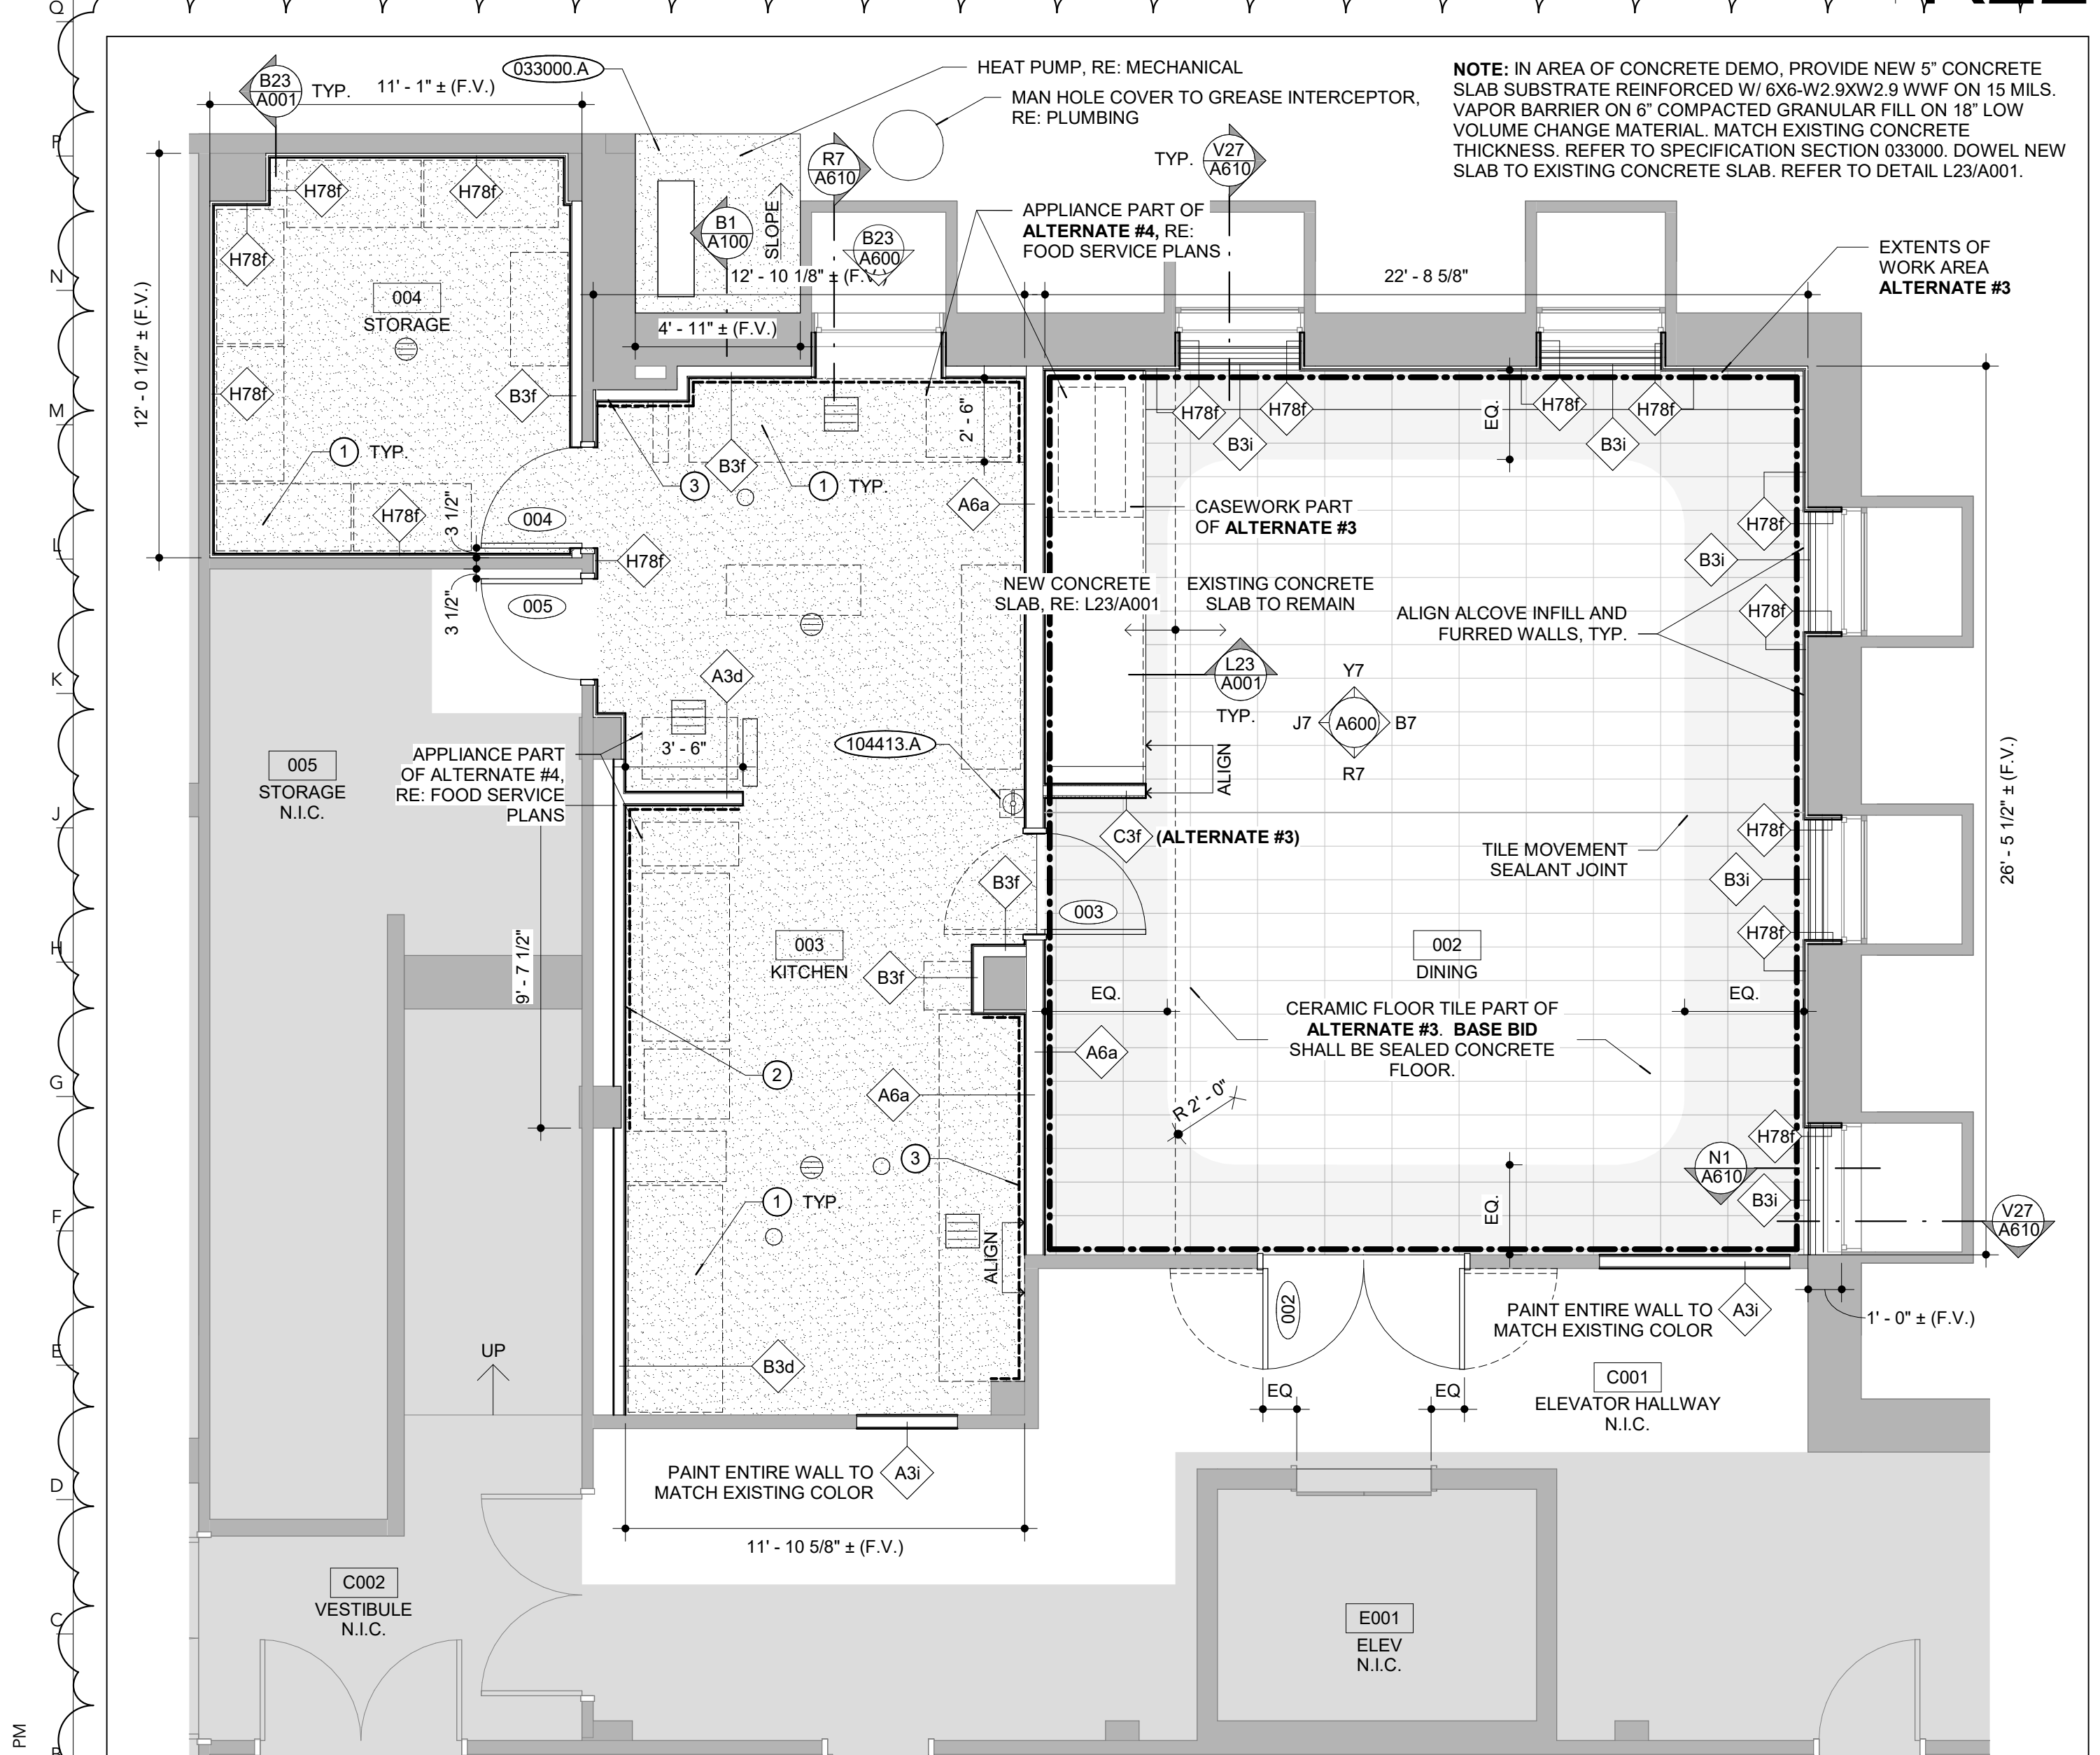 Q
P
N
M
L
K
J
H
G
F
E
D
C
PM
B23
A001
TYP.
11' - 1" ± (F.V.)
033000.A
HEAT PUMP, RE: MECHANICAL
MAN HOLE COVER TO GREASE INTERCEPTOR,
RE: PLUMBING
NOTE: IN AREA OF CONCRETE DEMO, PROVIDE NEW 5” CONCRETE
SLAB SUBSTRATE REINFORCED W/ 6X6-W2.9XW2.9 WWF ON 15 MILS.
VAPOR BARRIER ON 6” COMPACTED GRANULAR FILL ON 18” LOW
VOLUME CHANGE MATERIAL. MATCH EXISTING CONCRETE
THICKNESS. REFER TO SPECIFICATION SECTION 033000. DOWEL NEW
SLAB TO EXISTING CONCRETE SLAB. REFER TO DETAIL L23/A001.
R7
A610
TYP.
V27
A610
H78f
H78f
B1
A100
SLOPE
B23
A600
APPLIANCE PART OF
ALTERNATE #4, RE:
FOOD SERVICE PLANS
EXTENTS OF
WORK AREA
ALTERNATE #3
H78f
12' - 10 1/8" ± (F.V.)
22' - 8 5/8"
12' - 0 1/2" ± (F.V.)
004
STORAGE
4' - 11" ± (F.V.)
H78f
B3f
2' - 6"
EQ.
H78f
H78f
H78f
H78f
B3i
B3i
1
TYP.
B3f
3
1
TYP.
A6a
H78f
3 1/2"
004
CASEWORK PART
OF ALTERNATE #3
H78f
B3i
H78f
NEW CONCRETE
SLAB, RE: L23/A001
EXISTING CONCRETE
SLAB TO REMAIN
3 1/2"
005
ALIGN ALCOVE INFILL AND
FURRED WALLS, TYP.
H78f
A3d
L23
A001
TYP.
Y7
J7
A600
B7
R7
3' - 6"
104413.A
ALIGN
005
STORAGE
N.I.C.
APPLIANCE PART
OF ALTERNATE #4,
RE: FOOD SERVICE
PLANS
26' - 5 1/2" ± (F.V.)
C3f
(ALTERNATE #3)
H78f
TILE MOVEMENT
SEALANT JOINT
B3i
B3f
003
H78f
003
KITCHEN
B3f
002
DINING
9' - 7 1/2"
EQ.
EQ.
CERAMIC FLOOR TILE PART OF
ALTERNATE #3. BASE BID
SHALL BE SEALED CONCRETE
FLOOR.
2
A6a
A6a
R 2' - 0"
3
H78f
N1
A610
1
TYP.
B3i
EQ.
V27
A610
ALIGN
002
PAINT ENTIRE WALL TO
MATCH EXISTING COLOR
A3i
1' - 0" ± (F.V.)
UP
B3d
EQ
EQ
C001
ELEVATOR HALLWAY
N.I.C.
PAINT ENTIRE WALL TO
MATCH EXISTING COLOR
A3i
11' - 10 5/8" ± (F.V.)
C002
VESTIBULE
N.I.C.
E001
ELEV
N.I.C.